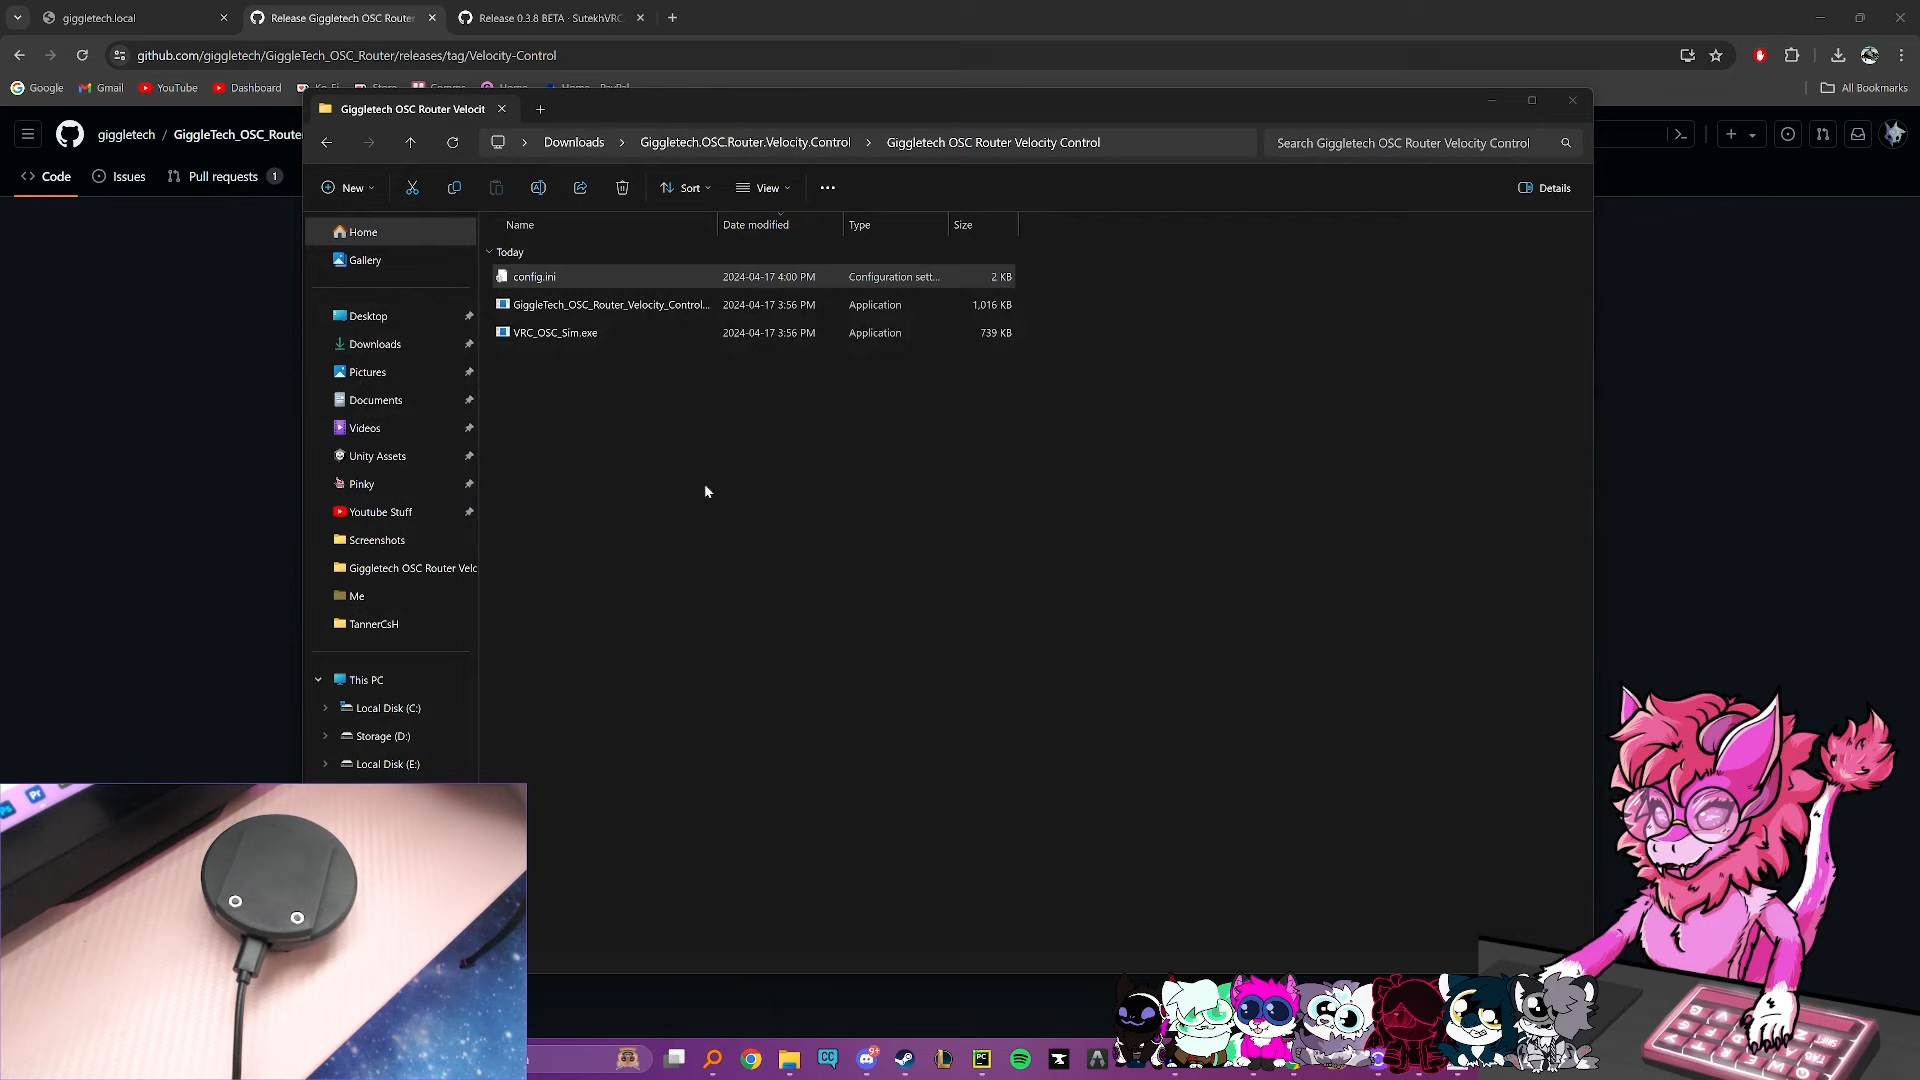 giggletech.local
Release Giggletech OSC Router
Release 0.3.8 BETA · SutekhVRC
github.com/giggletech/GiggleTech_OSC_Router/releases/tag/Velocity-Control
Google
Gmail
YouTube
Dashboard
All Bookmarks
Giggletech OSC Router Velocit
giggletech / GiggleTech_OSC_Route
Downloads > Giggletech.OSC.Router.Velocity.Control > Giggletech OSC Router Velocity Control
Search Giggletech OSC Router Velocity Control
Code
Issues
Pull requests 1
New
Sort
View
Details
Name
Date modified
Type
Size
Today
config.ini 2024-04-17 4:00 PM Configuration sett... 2 KB
GiggleTech_OSC_Router_Velocity_Control... 2024-04-17 3:56 PM Application 1,016 KB
VRC_OSC_Sim.exe 2024-04-17 3:56 PM Application 739 KB
Home
Gallery
Desktop
Downloads
Pictures
Documents
Videos
Unity Assets
Pinky
Youtube Stuff
Screenshots
Giggletech OSC Router Velc
Me
TannerCsH
This PC
Local Disk (C:)
Storage (D:)
Local Disk (E:)
Pr
CC
9+
PC